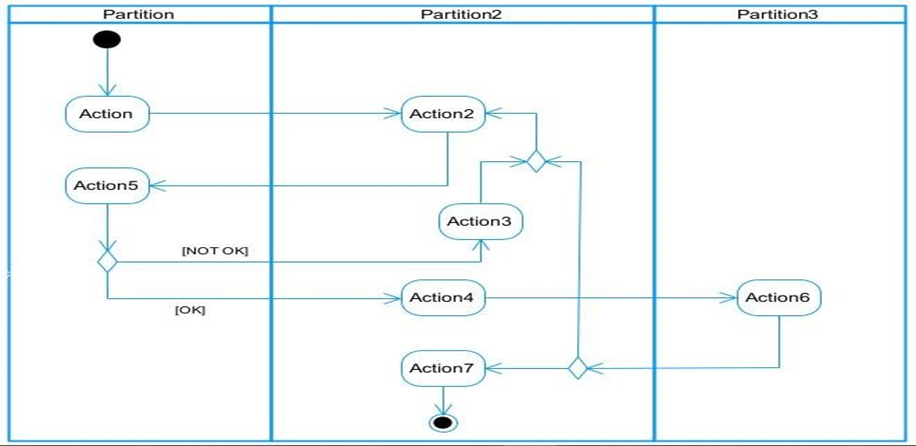 Partition Partition2 Partition3
Action Action2
Action5
Action3
[NOT OK]
Action4 Action6
[OK]
Action7